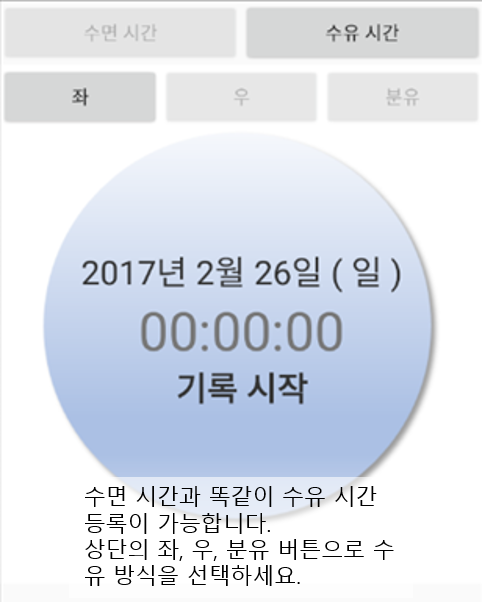 수면 시간 수유 시간
좌 우 분유
2017년 2월 26일 ( 일 )
00:00:00
기록 시작
수면 시간과 똑같이 수유 시간
등록이 가능합니다.
상단의 좌, 우, 분유 버튼으로 수
유 방식을 선택하세요.